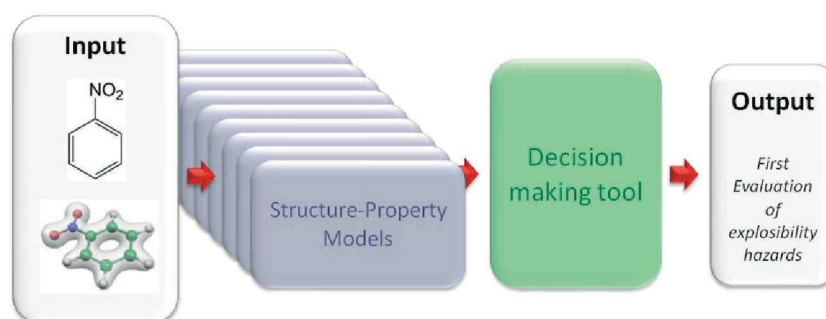 Input
NO₂
Structure-Property
Models
Decision
making tool
Output
First
Evaluation
of
explosibility
hazards